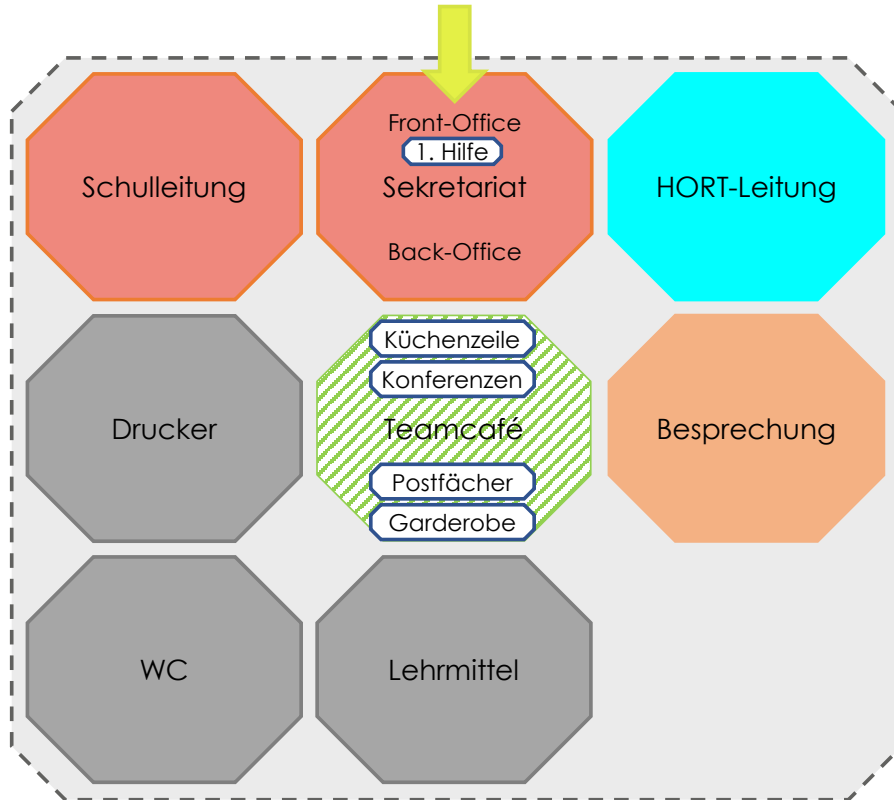 Front-Office
1. Hilfe
Schulleitung
Sekretariat
HORT-Leitung
Back-Office
Küchenzeile
Konferenzen
Drucker
Teamcafé
Besprechung
Postfächer
Garderobe
WC
Lehrmittel